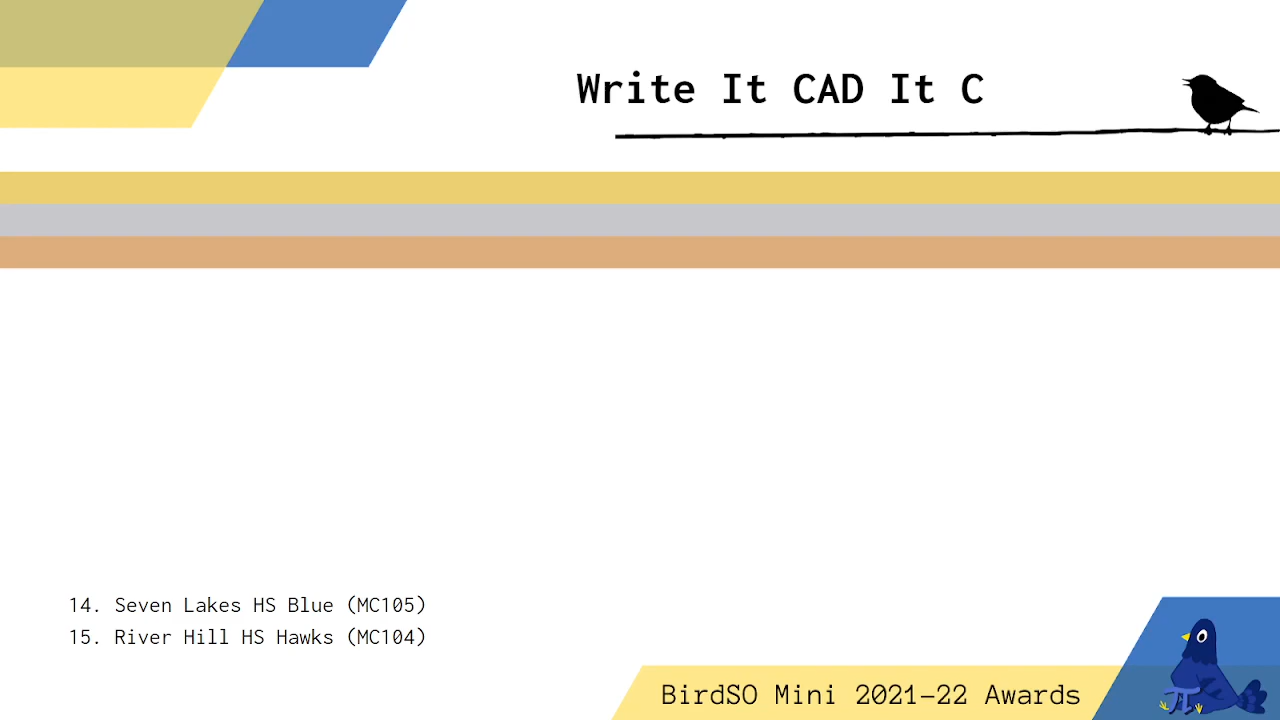 Write It CAD It C
14. Seven Lakes HS Blue (MC105)
15. River Hill HS Hawks (MC104)
BirdSO Mini 2021-22 Awards